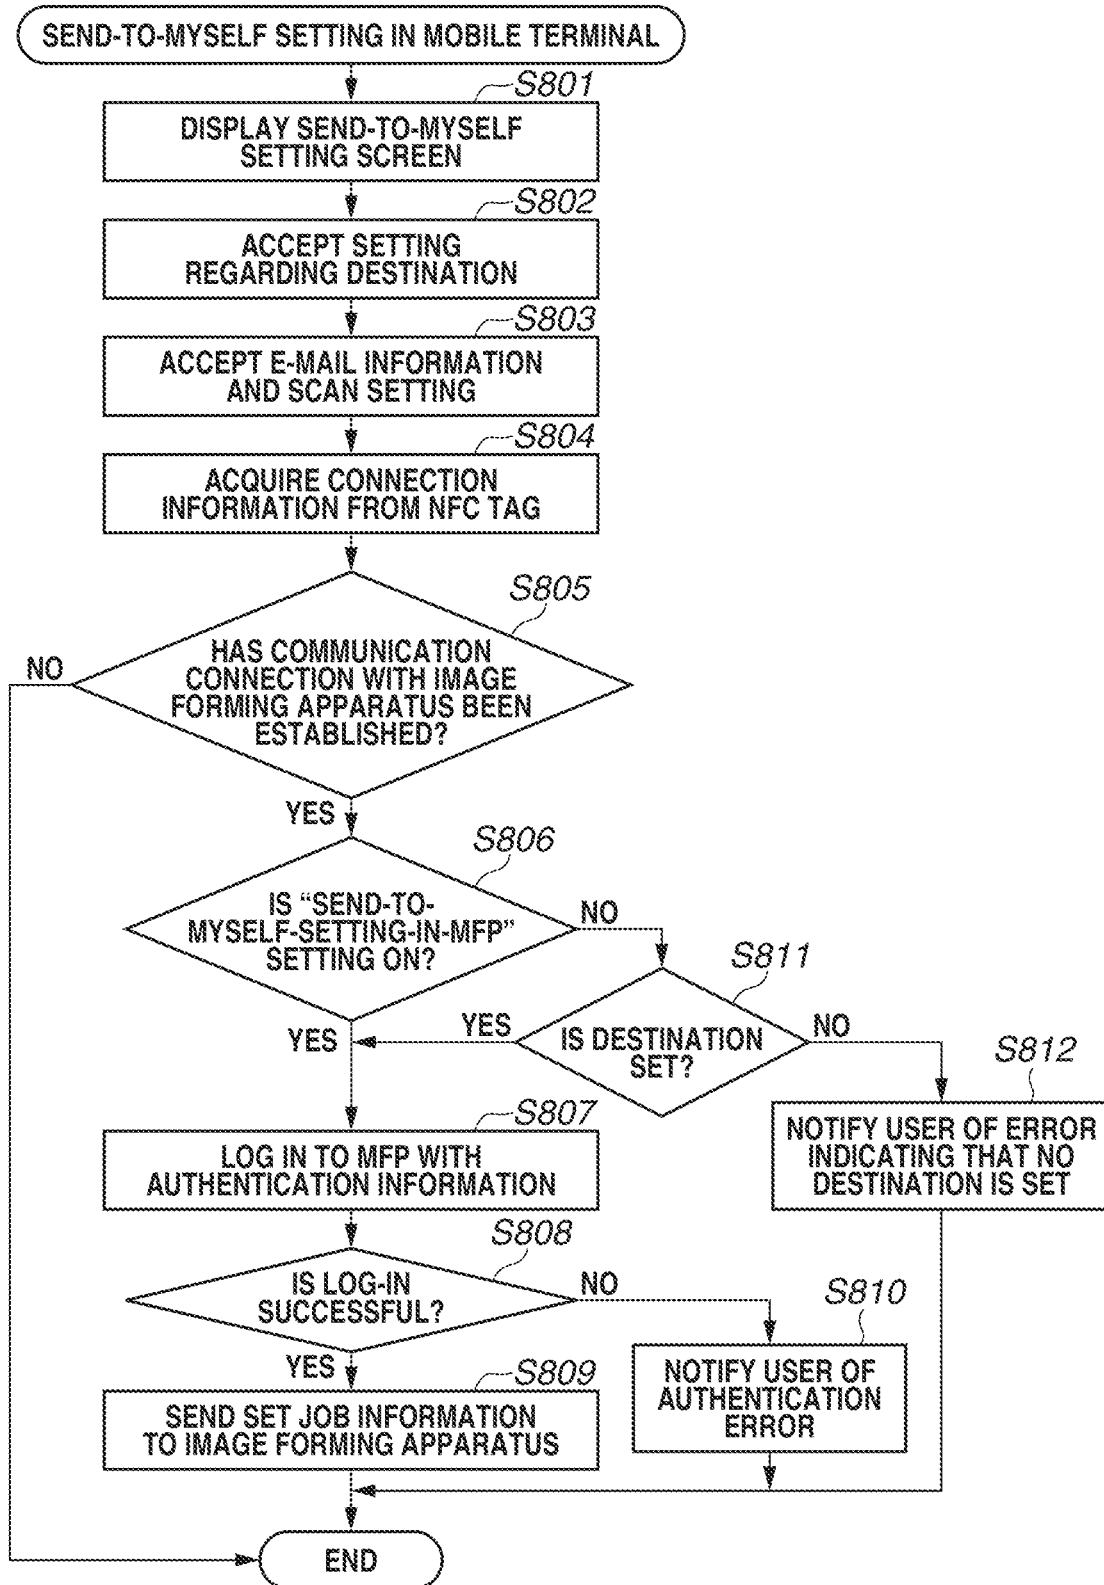 SEND-TO-MYSELF SETTING IN MOBILE TERMINAL
S801
DISPLAY SEND-TO-MYSELF
SETTING SCREEN
S802
ACCEPT SETTING
REGARDING DESTINATION
S803
ACCEPT E-MAIL INFORMATION
AND SCAN SETTING
S804
ACQUIRE CONNECTION
INFORMATION FROM NFC TAG
S805
HAS COMMUNICATION
CONNECTION WITH IMAGE
FORMING APPARATUS BEEN
ESTABLISHED?
NO
YES
S806
IS “SEND-TO-
MYSELF-SETTING-IN-MFP”
SETTING ON?
NO
YES
S811
IS DESTINATION
SET?
YES
NO
S812
NOTIFY USER OF ERROR
INDICATING THAT NO
DESTINATION IS SET
S807
LOG IN TO MFP WITH
AUTHENTICATION INFORMATION
S808
IS LOG-IN
SUCCESSFUL?
NO
YES
S810
NOTIFY USER OF
AUTHENTICATION
ERROR
S809
SEND SET JOB INFORMATION
TO IMAGE FORMING APPARATUS
END